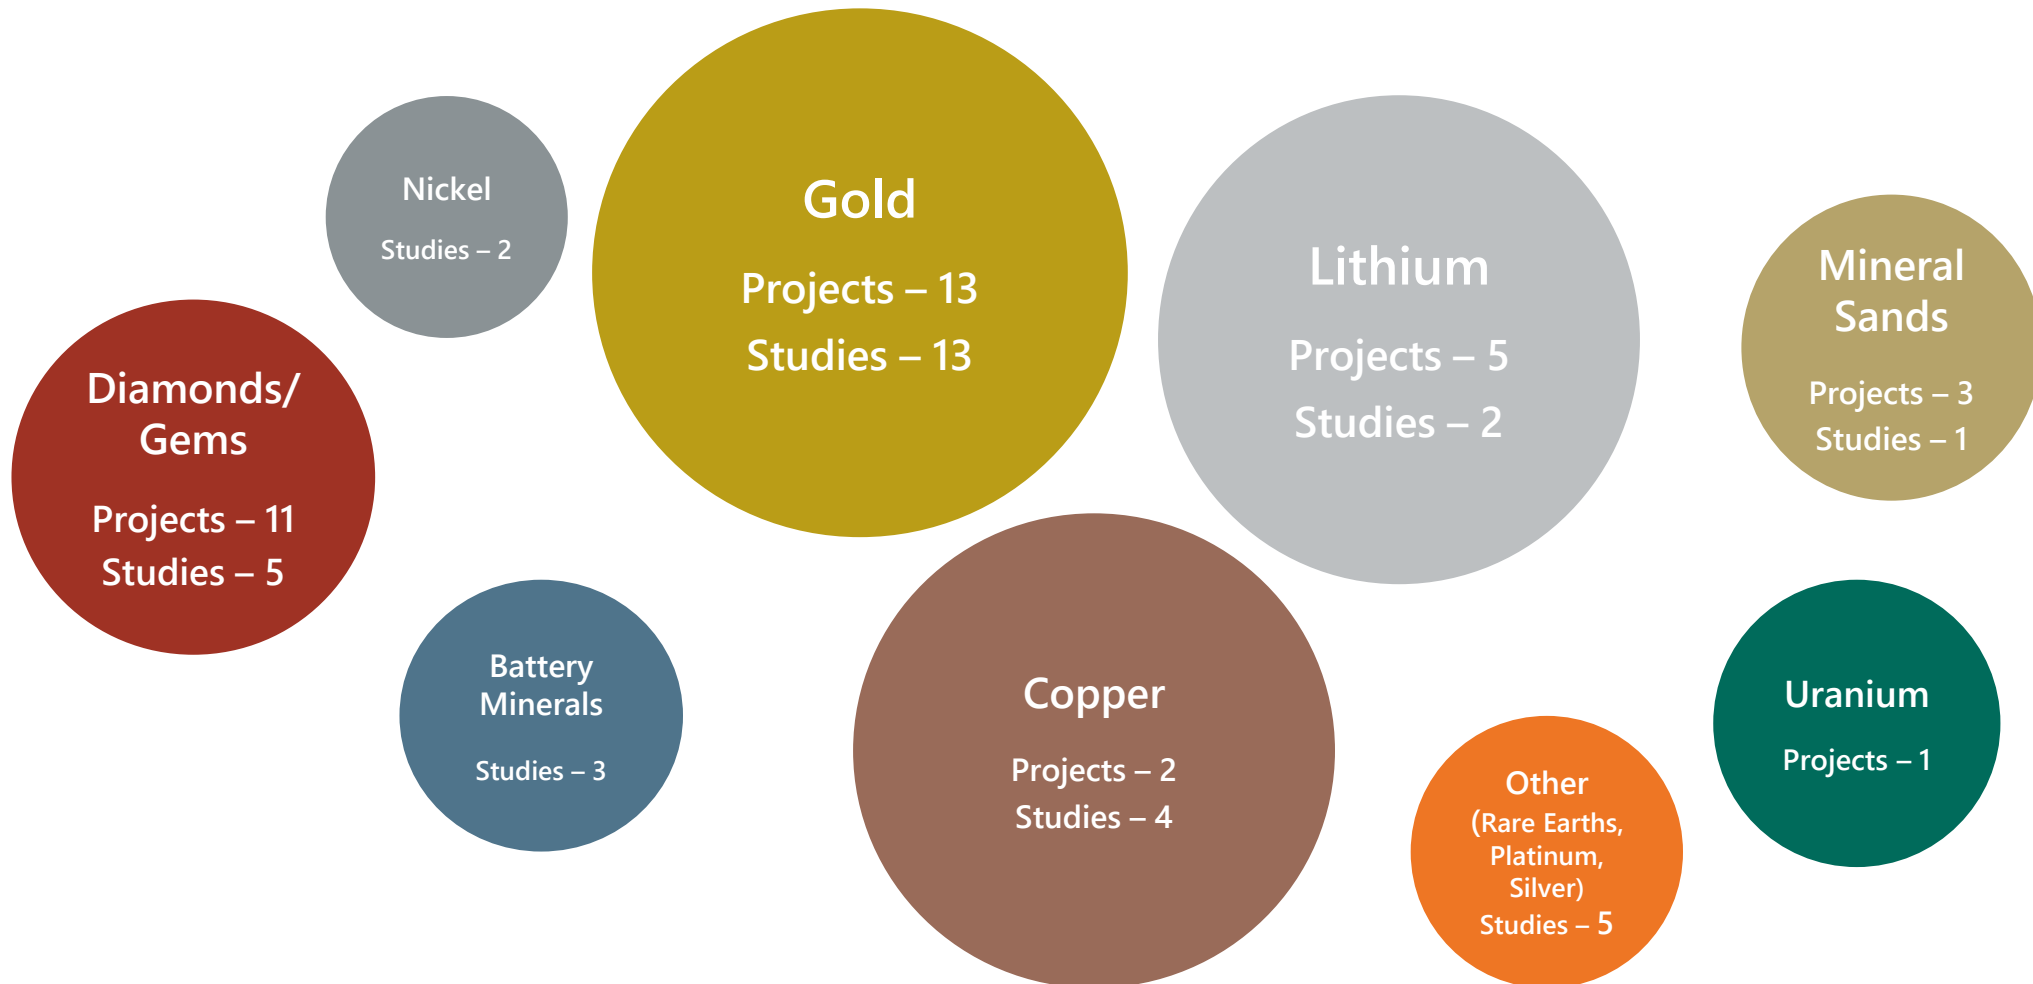 Nickel
Studies – 2
Gold
Projects – 13
Studies – 13
Lithium
Projects – 5
Studies – 2
Mineral
Sands
Projects – 3
Studies – 1
Diamonds/
Gems
Projects – 11
Studies – 5
Battery
Minerals
Studies – 3
Copper
Projects – 2
Studies – 4
Other
(Rare Earths,
Platinum,
Silver)
Studies – 5
Uranium
Projects – 1